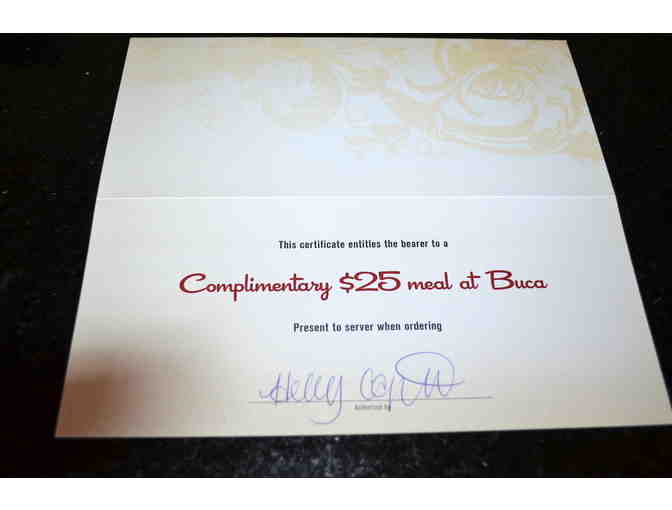 This certificate entitles the bearer to a
Complimentary $25 meal at Buca
Present to server when ordering
Authorized by